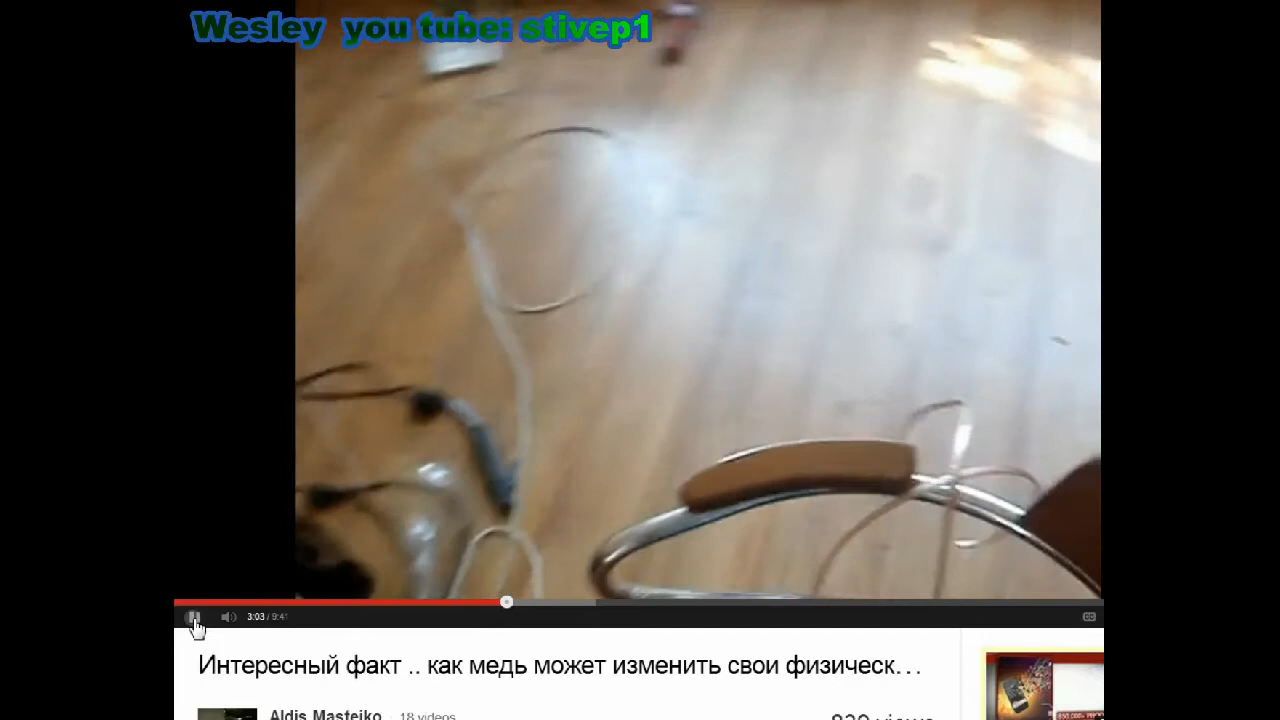 Wesley you tube: stivep1
3:03 / 9:41
CC
Интересный факт .. как медь может изменить свои физическ...
Aldis Masteiko · 18 videos